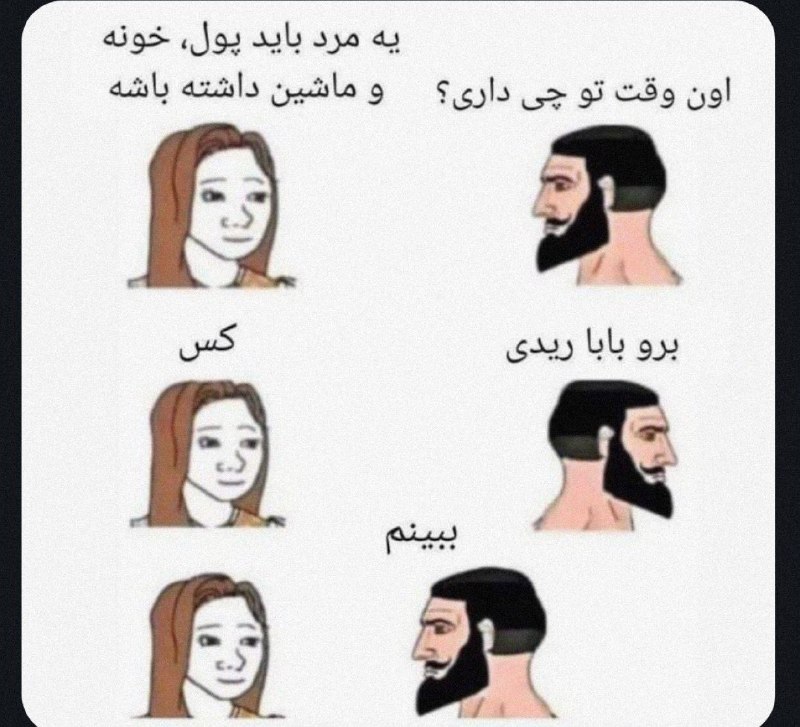 یه مرد باید پول، خونه
و ماشین داشته باشه
اون وقت تو چی داری؟
کس
برو بابا ریدی
ببینم